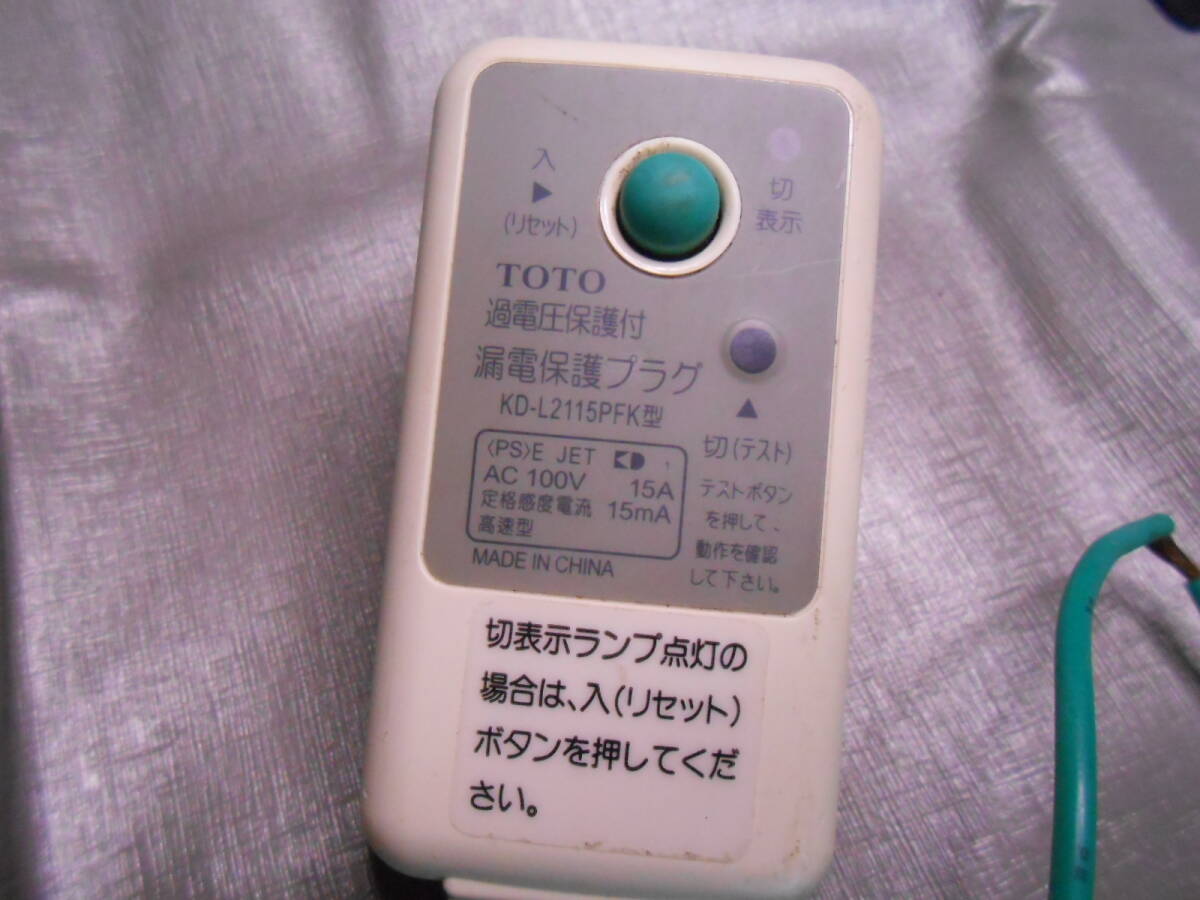 入
▶
(リセット)
切
表示
TOTO
過電圧保護付
漏電保護プラグ
KD-L2115PFK型
▲
切(テスト)
テストボタン
を押して、
動作を確認
して下さい。
〈PS〉E JET KD 1
AC 100V 15A
定格感度電流 15mA
高速型
MADE IN CHINA
切表示ランプ点灯の
場合は、入(リセット)
ボタンを押してくだ
さい。